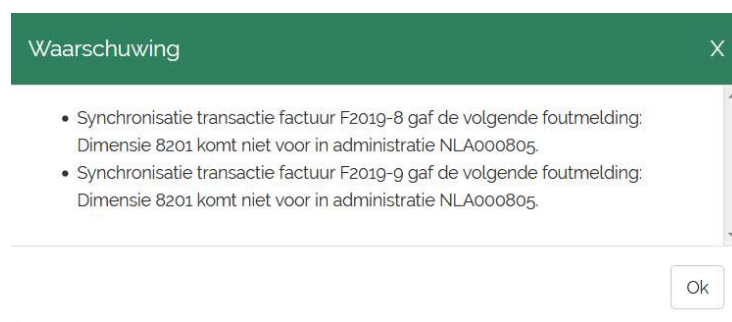 Waarschuwing X
• Synchronisatie transactie factuur F2019-8 gaf de volgende foutmelding:
Dimensie 8201 komt niet voor in administratie NLA000805.
• Synchronisatie transactie factuur F2019-9 gaf de volgende foutmelding:
Dimensie 8201 komt niet voor in administratie NLA000805.
Ok